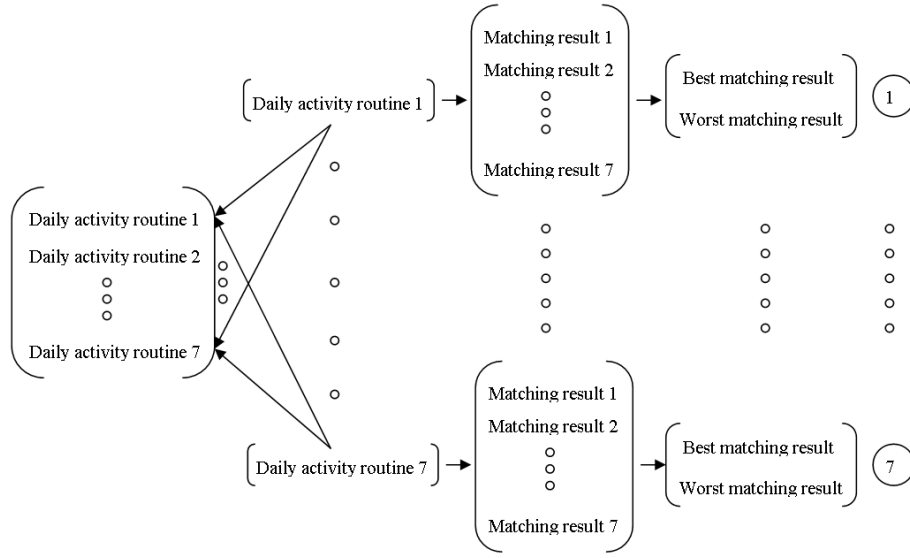 Matching result 1
Matching result 2
Matching result 7
Daily activity routine 1
Best matching result
Worst matching result
1
Daily activity routine 1
Daily activity routine 2
Daily activity routine 7
Matching result 1
Matching result 2
Matching result 7
Daily activity routine 7
Best matching result
Worst matching result
7